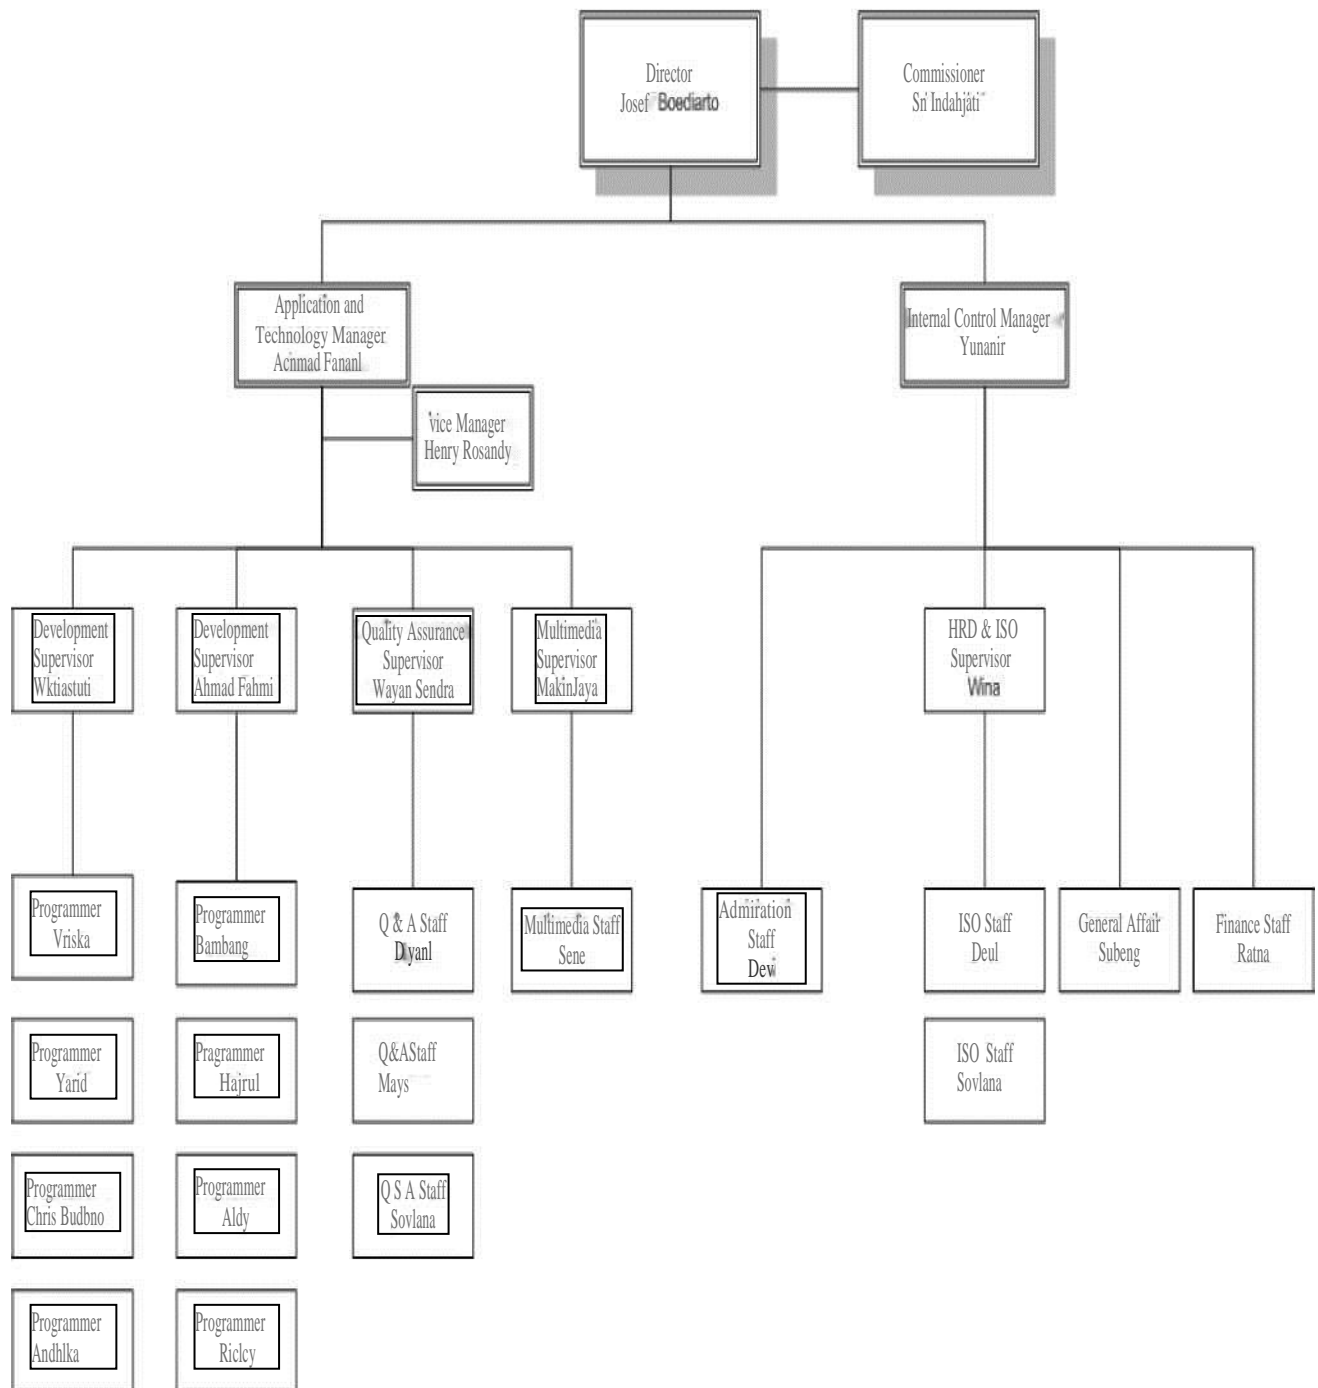 Director
Josef Boediarto
Commissioner
Sri Indahjati
Application and
Technology Manager
Acnmad Fananl
Internal Control Manager
Yunanir
vice Manager
Henry Rosandy
Development
Supervisor
Wktiastuti
Development
Supervisor
Ahmad Fahmi
Quality Assurance
Supervisor
Wayan Sendra
Multimedia
Supervisor
MakinJaya
HRD & ISO
Supervisor
Wina
Programmer
Vriska
Programmer
Bambang
Q & A Staff
Dyanl
Multimedia Staff
Sene
Admiration
Staff
Dewi
ISO Staff
Deul
General Affair
Subeng
Finance Staff
Ratna
Programmer
Yarid
Pragrammer
Hajrul
Q&AStaff
Mays
ISO Staff
Sovlana
Programmer
Chris Budbno
Programmer
Aldy
Q S A Staff
Sovlana
Programmer
Andhlka
Programmer
Riclcy